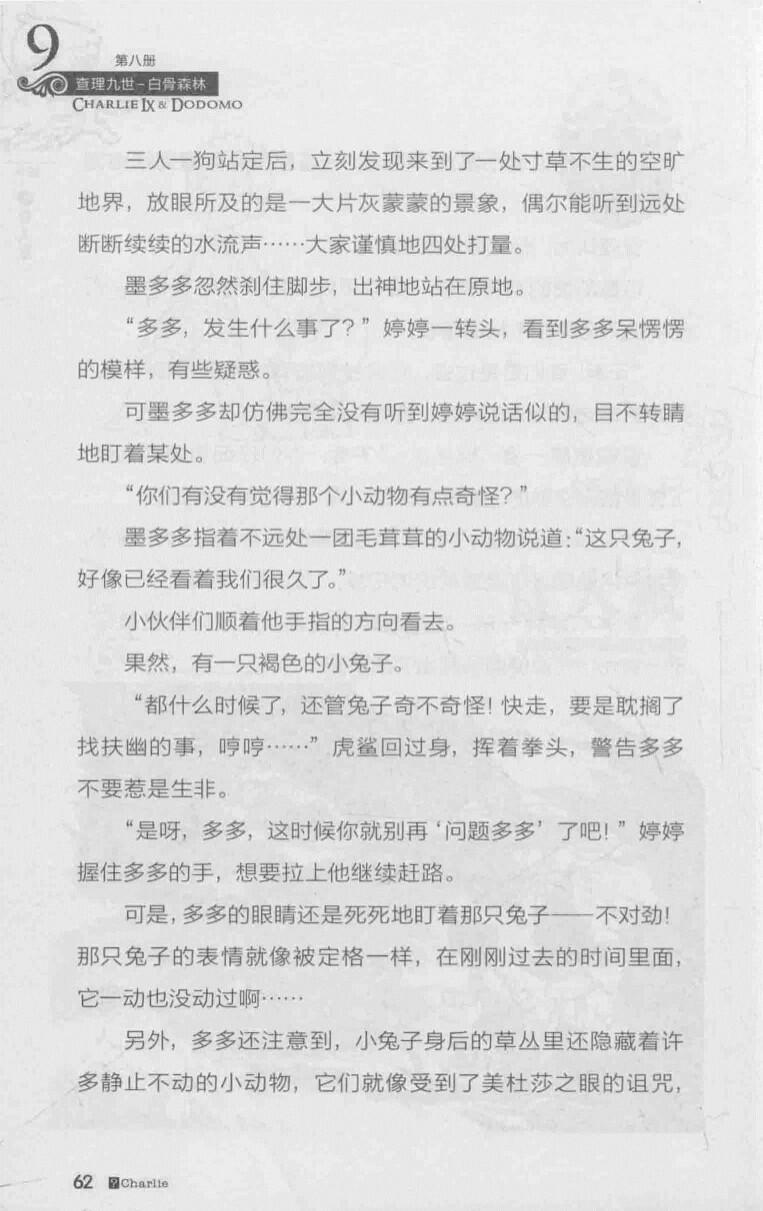 9
第八册
查理九世-白骨森林
CHARLIE IX & DODOMO
三人一狗站定后，立刻发现来到了一处寸草不生的空旷
地界，放眼所及的是一大片灰蒙蒙的景象，偶尔能听到远处
断断续续的水流声……大家谨慎地四处打量。
墨多多忽然刹住脚步，出神地站在原地。
“多多，发生什么事了？”婷婷一转头，看到多多呆愣愣
的模样，有些疑惑。
可墨多多却仿佛完全没有听到婷婷说话似的，目不转睛
地盯着某处。
“你们有没有觉得那个小动物有点奇怪？”
墨多多指着不远处一团毛茸茸的小动物说道：“这只兔子，
好像已经看着我们很久了。”
小伙伴们顺着他手指的方向看去。
果然，有一只褐色的小兔子。
“都什么时候了，还管兔子奇不奇怪！快走，要是耽搁了
找扶幽的事，哼哼……”虎鲨回过身，挥着拳头，警告多多
不要惹是生非。
“是呀，多多，这时候你就别再‘问题多多’了吧！”婷婷
握住多多的手，想要拉上他继续赶路。
可是，多多的眼睛还是死死地盯着那只兔子——不对劲！
那只兔子的表情就像被定格一样，在刚刚过去的时间里面，
它一动也没动过啊……
另外，多多还注意到，小兔子身后的草丛里还隐藏着许
多静止不动的小动物，它们就像受到了美杜莎之眼的诅咒，
62 ?Charlie